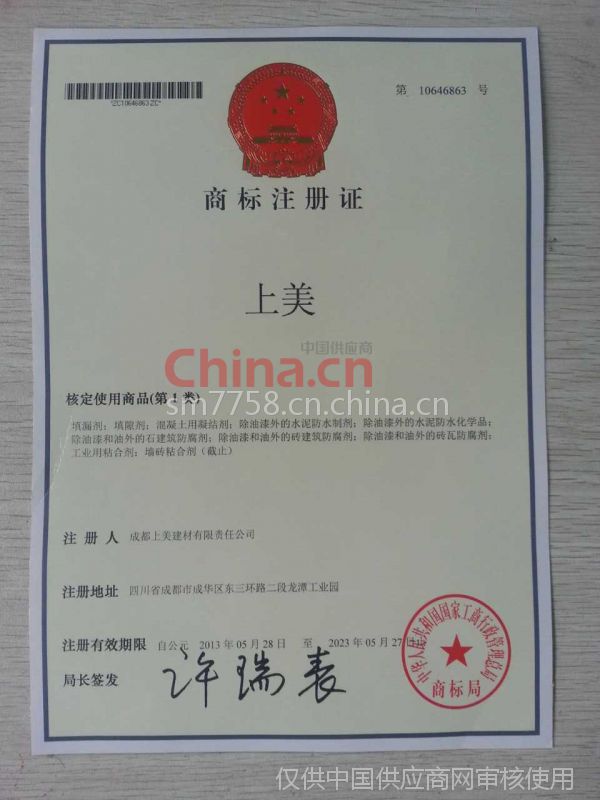 *ZC10646863ZC*
第 10646863 号
商标注册证
上美
中国供应商
China.cn
sm7758.china.cn
核定使用商品(第 1 类)
填漏剂；填隙剂；混凝土用凝结剂；除油漆外的水泥防水制剂；除油漆外的水泥防水化学品；
除油漆和油外的石建筑防腐剂；除油漆和油外的砖建筑防腐剂；除油漆和油外的砖瓦防腐剂；
工业用粘合剂；墙砖粘合剂（截止）
注 册 人 成都上美建材有限责任公司
注册地址 四川省成都市成华区东三环路二段龙潭工业园
注册有效期限 自公元 2013 年 05 月 28 日 至 2023 年 05 月 27 日止
局长签发 许瑞表
中华人民共和国国家工商行政管理总局
商标局
仅供中国供应商网审核使用